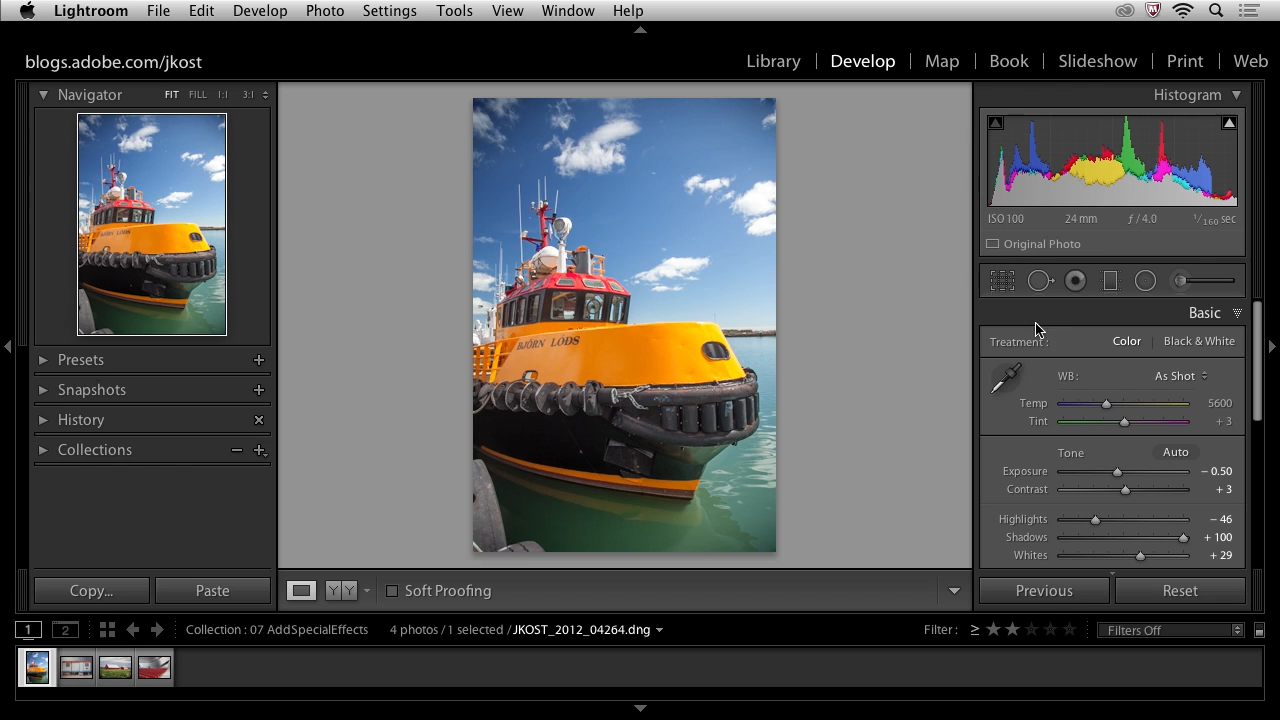 Lightroom File Edit Develop Photo Settings Tools View Window Help
blogs.adobe.com/jkost
Library | Develop | Map | Book | Slideshow | Print | Web
Navigator FIT FILL 1:1 3:1
Histogram
ISO 100 24 mm ƒ / 4.0 1/160 sec
Original Photo
Basic
Treatment : Color | Black & White
WB : As Shot
Temp 5600
Tint + 3
Tone Auto
Exposure − 0.50
Contrast + 3
Highlights − 46
Shadows + 100
Whites + 29
Previous Reset
BJÖRN LÓÐS
Presets
Snapshots
History
Collections
Copy... Paste
Y Y Soft Proofing
1 2 Collection : 07 AddSpecialEffects 4 photos / 1 selected / JKOST_2012_04264.dng Filter : ≥ ★ ★ ★ ★ ★ Filters Off